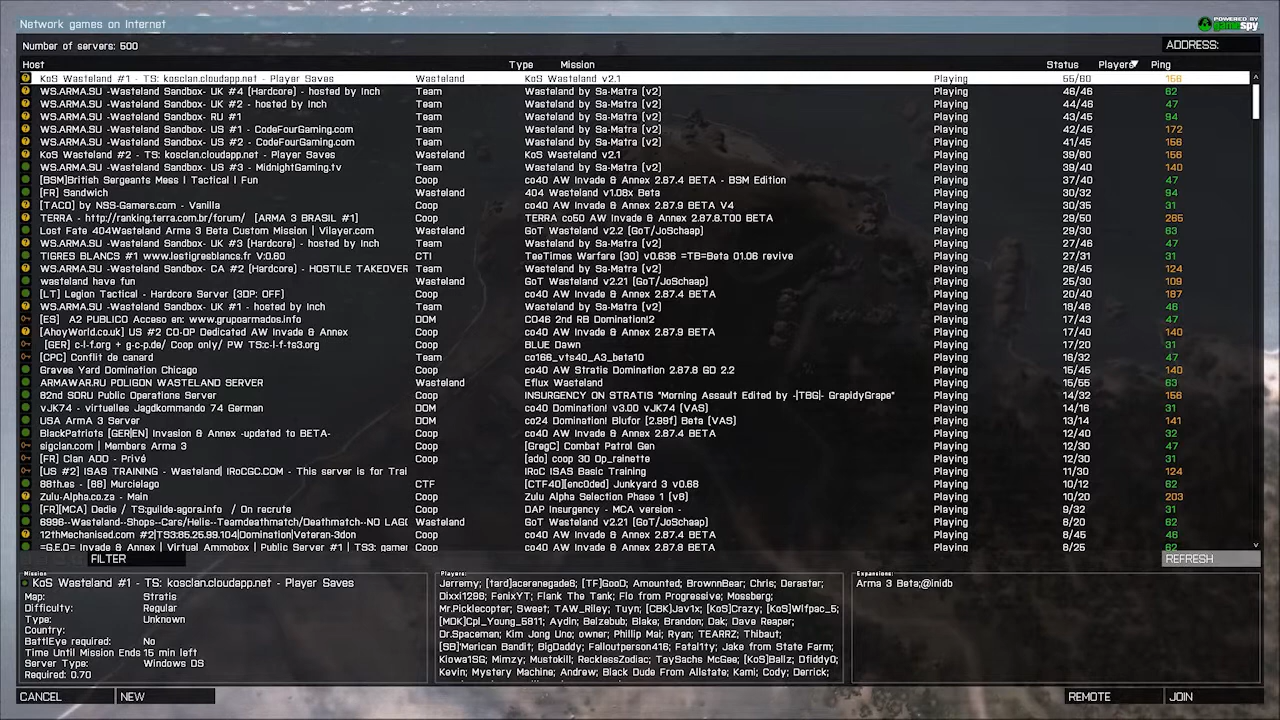 Network games on Internet
POWERED BY gamespy
Number of servers: 500
ADDRESS:
Host Type Mission Status Players Ping
KoS Wasteland #1 - TS: kosclan.cloudapp.net - Player Saves Wasteland KoS Wasteland v2.1 Playing 55/60 156
WS.ARMA.SU -Wasteland Sandbox- UK #4 (Hardcore) - hosted by Inch Team Wasteland by Sa-Matra (v2) Playing 46/46 62
WS.ARMA.SU -Wasteland Sandbox- UK #2 - hosted by Inch Team Wasteland by Sa-Matra (v2) Playing 44/46 47
WS.ARMA.SU -Wasteland Sandbox- RU #1 Team Wasteland by Sa-Matra (v2) Playing 43/45 94
WS.ARMA.SU -Wasteland Sandbox- US #1 - CodeFourGaming.com Team Wasteland by Sa-Matra (v2) Playing 42/45 172
WS.ARMA.SU -Wasteland Sandbox- US #2 - CodeFourGaming.com Team Wasteland by Sa-Matra (v2) Playing 41/45 156
KoS Wasteland #2 - TS: kosclan.cloudapp.net - Player Saves Wasteland KoS Wasteland v2.1 Playing 39/60 156
WS.ARMA.SU -Wasteland Sandbox- US #3 - MidnightGaming.tv Team Wasteland by Sa-Matra (v2) Playing 39/40 140
[BSM]British Sergeants Mess | Tactical | Fun Coop co40 AW Invade & Annex 2.87.4 BETA - BSM Edition Playing 37/40 47
[FR] Sandwich Wasteland 404 Wasteland v1.06x Beta Playing 30/32 94
[TACO] by NSS-Gamers.com - Vanilla Coop co40 AW Invade & Annex 2.87.9 BETA V4 Playing 30/35 31
TERRA - http://ranking.terra.com.br/forum/ [ARMA 3 BRASIL #1] Coop TERRA co50 AW Invade & Annex 2.87.8.T00 BETA Playing 29/50 265
Lost Fate 404Wasteland Arma 3 Beta Custom Mission | Vilayer.com Wasteland GoT Wasteland v2.2 (GoT/JoSchaap) Playing 29/30 63
WS.ARMA.SU -Wasteland Sandbox- UK #3 (Hardcore) - hosted by Inch Team Wasteland by Sa-Matra (v2) Playing 27/46 47
TIGRES BLANCS #1 www.lestigresblancs.fr V:0.60 CTI TeeTimes Warfare (30) v0.636 =TB=Beta 01.06 revive Playing 27/31 31
WS.ARMA.SU -Wasteland Sandbox- CA #2 (Hardcore) - HOSTILE TAKEOVER Team Wasteland by Sa-Matra (v2) Playing 26/45 124
wasteland have fun Wasteland GoT Wasteland v2.21 (GoT/JoSchaap) Playing 25/30 109
[LT] Legion Tactical - Hardcore Server (3DP: OFF) Coop co40 AW Invade & Annex 2.87.4 BETA Playing 20/40 187
WS.ARMA.SU -Wasteland Sandbox- UK #1 - hosted by Inch Team Wasteland by Sa-Matra (v2) Playing 18/46 46
[ES] A2 PUBLICO Acceso en: www.grupoarmados.info DOM CO46 2nd RB Domination!2 Playing 17/43 47
[AhoyWorld.co.uk] US #2 CO-OP Dedicated AW Invade & Annex Coop co40 AW Invade & Annex 2.87.9 BETA Playing 17/40 140
[GER] c-l-f.org + g-c-p.de/ Coop only/ PW TS:c-l-f-ts3.org Coop BLUE Dawn Playing 17/20 31
[CPC] Conflit de canard Team co166_vts40_A3_beta10 Playing 16/32 47
Graves Yard Domination Chicago Coop co40 AW Stratis Domination 2.87.8 GD 2.2 Playing 15/45 140
ARMAWAR.RU POLIGON WASTELAND SERVER Wasteland Eflux Wasteland Playing 15/55 63
82nd SORU Public Operations Server Coop INSURGENCY ON STRATIS "Morning Assault Edited by -|TBG|- GrapidyGrape" Playing 14/32 156
vJK74 - virtuelles Jagdkommando 74 German DOM co40 Domination! v3.00 vJK74 (VAS) Playing 14/16 31
USA ArmA 3 Server DOM co24 Domination! Blufor (2.99f) Beta (VAS) Playing 13/14 141
BlackPatriots [GER|EN] Invasion & Annex -updated to BETA- Coop co40 AW Invade & Annex 2.87.4 BETA Playing 12/40 32
sigclan.com | Members Arma 3 Coop [GregC] Combat Patrol Gen Playing 12/30 47
[FR] Clan ADO - Privé Coop [ado] coop 30 Op_rainette Playing 12/30 31
[US #2] ISAS TRAINING - Wasteland| IRoCGC.COM - This server is for Trai IRoC ISAS Basic Training Playing 11/30 124
88th.es - [88] Murcielago CTF [CTF40][enc0ded] Junkyard 3 v0.68 Playing 10/12 62
Zulu-Alpha.co.za - Main Coop Zulu Alpha Selection Phase 1 (v8) Playing 10/20 203
[FR][MCA] Dedie / TS:guilde-agora.info / On recrute Coop DAP Insurgency - MCA version - Playing 9/32 31
6996--Wasteland--Shops--Cars/Helis--Teamdeathmatch/Deathmatch--NO LAG( Wasteland GoT Wasteland v2.21 (GoT/JoSchaap) Playing 8/20 62
12thMechanised.com #2|TS3:85.25.99.104|Domination|Veteran-3don Coop co40 AW Invade & Annex 2.87.8 BETA Playing 8/45 46
=G.E.O= Invade & Annex | Virtual Ammobox | Public Server #1 | TS3: gamer Coop co40 AW Invade & Annex 2.87.8 BETA Playing 8/25 62
FILTER
REFRESH
Mission
KoS Wasteland #1 - TS: kosclan.cloudapp.net - Player Saves
Map: Stratis
Difficulty: Regular
Type: Unknown
Country:
BattlEye required: No
Time Until Mission Ends 15 min left
Server Type: Windows OS
Required: 0.70
Players:
Jerremy; [tard]acerenegade6; [TF]GooD; Amounted; BrownnBear; Chris; Deraster;
Dixxi1296; FenixYT; Flank The Tank; Flo from Progressive; Mossberg;
Mr.Picklecopter; Sweet; TAW_Riley; Tuyn; [CBK]Jav1x; [KoS]Crazy; [KoS]Wifpac_5;
[MDK]Cpl_Young_5811; Aydin; Belzebub; Blake; Brandon; Dak; Dave Reaper;
Dr.Spaceman; Kim Jong Uno; owner; Phillip Mai; Ryan; TEARRZ; Thibaut;
[SB]'Merican Bandit; BigDaddy; Falloutperson416; Fatal1ty; Jake from State Farm;
Kiowa1SG; Mimzy; Mustokill; RecklessZodiac; TaySachs McGee; [KoS]Ballz; Dfiddy0;
Kevin; Mystery Machine; Andrew; Black Dude From Allstate; Kami; Cody; Derrick;
Expansions:
Arma 3 Beta;@inidb
CANCEL
NEW
REMOTE
JOIN